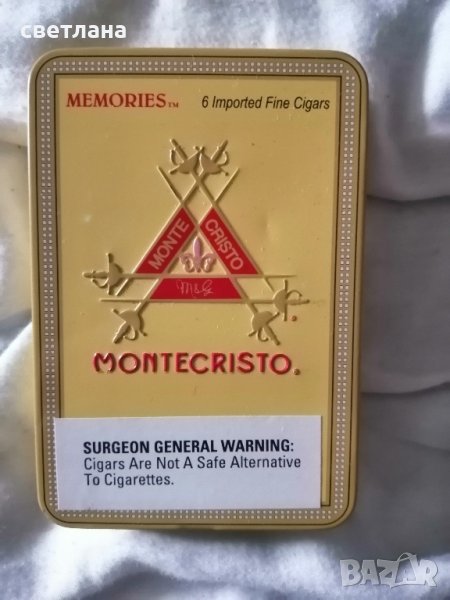 светлана
MEMORIES™ 6 Imported Fine Cigars
MONTE CRISTO
M&G
MONTECRISTO®
SURGEON GENERAL WARNING:
Cigars Are Not A Safe Alternative
To Cigarettes.
BAZAR